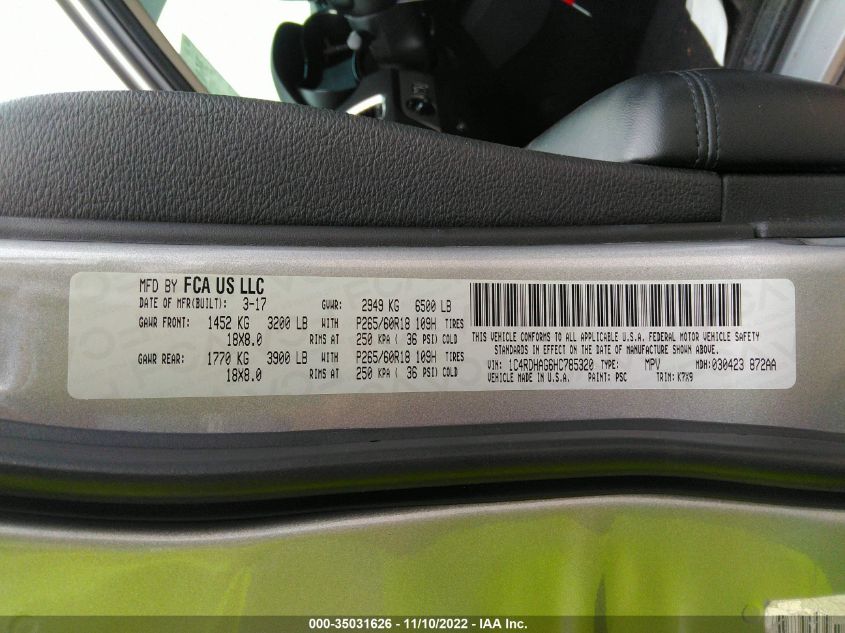 MFD BY FCA US LLC
DATE OF MFR(BUILT): 3-17 GVWR: 2949 KG 6500 LB
GAWR FRONT: 1452 KG 3200 LB WITH P265/60R18 109H TIRES
18X8.0 RIMS AT 250 KPA ( 36 PSI) COLD
GAWR REAR: 1770 KG 3900 LB WITH P265/60R18 109H TIRES
18X8.0 RIMS AT 250 KPA ( 36 PSI) COLD
THIS VEHICLE CONFORMS TO ALL APPLICABLE U.S.A. FEDERAL MOTOR VEHICLE SAFETY
STANDARDS IN EFFECT ON THE DATE OF MANUFACTURE SHOWN ABOVE.
VIN: 1C4RDHAG6HC785320 TYPE: MPV MDH:030423 872AA
VEHICLE MADE IN U.S.A. PAINT: PSC TRIM: K7X9
000-35031626 - 11/10/2022 - IAA Inc.